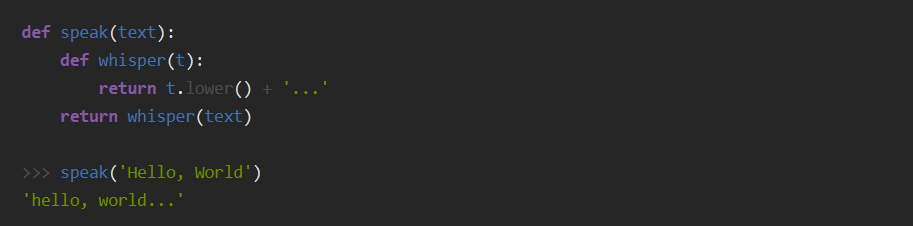 def speak(text):
    def whisper(t):
        return t.lower() + '...'
    return whisper(text)

>>> speak('Hello, World')
'hello, world...'